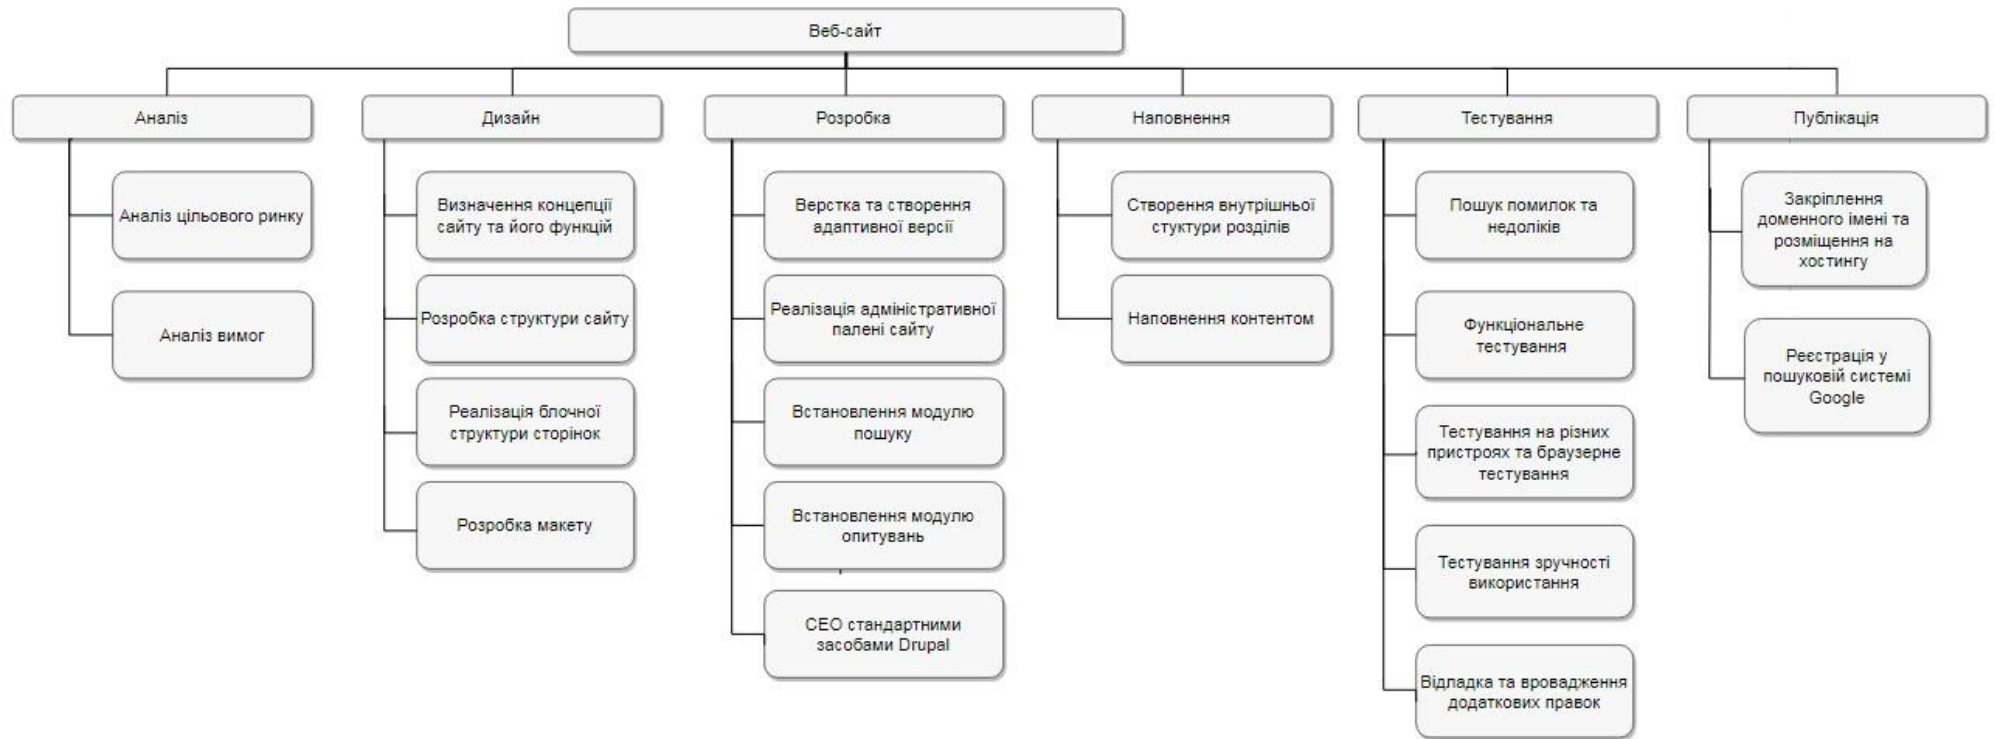 Веб-сайт
Аналіз
Аналіз цільового ринку
Аналіз вимог
Дизайн
Визначення концепції
сайту та його функцій
Розробка структури сайту
Реалізація блочної
структури сторінок
Розробка макету
Розробка
Верстка та створення
адаптивної версії
Реалізація адміністративної
палені сайту
Встановлення модулю
пошуку
Встановлення модулю
опитувань
СЕО стандартними
засобами Drupal
Наповнення
Створення внутрішньої
стуктури розділів
Наповнення контентом
Тестування
Пошук помилок та
недоліків
Функціональне
тестування
Тестування на різних
пристроях та браузерне
тестування
Тестування зручності
використання
Відладка та вровадження
додаткових правок
Публікація
Закріплення
доменного імені та
розміщення на
хостингу
Реєстрація у
пошуковій системі
Google